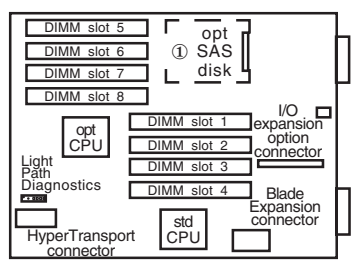 DIMM slot 5
DIMM slot 6
DIMM slot 7
DIMM slot 8
① opt
SAS
disk
opt
CPU
DIMM slot 1
DIMM slot 2
DIMM slot 3
DIMM slot 4
I/O
expansion
option
connector
Light
Path
Diagnostics
HyperTransport
connector
std
CPU
Blade
Expansion
connector